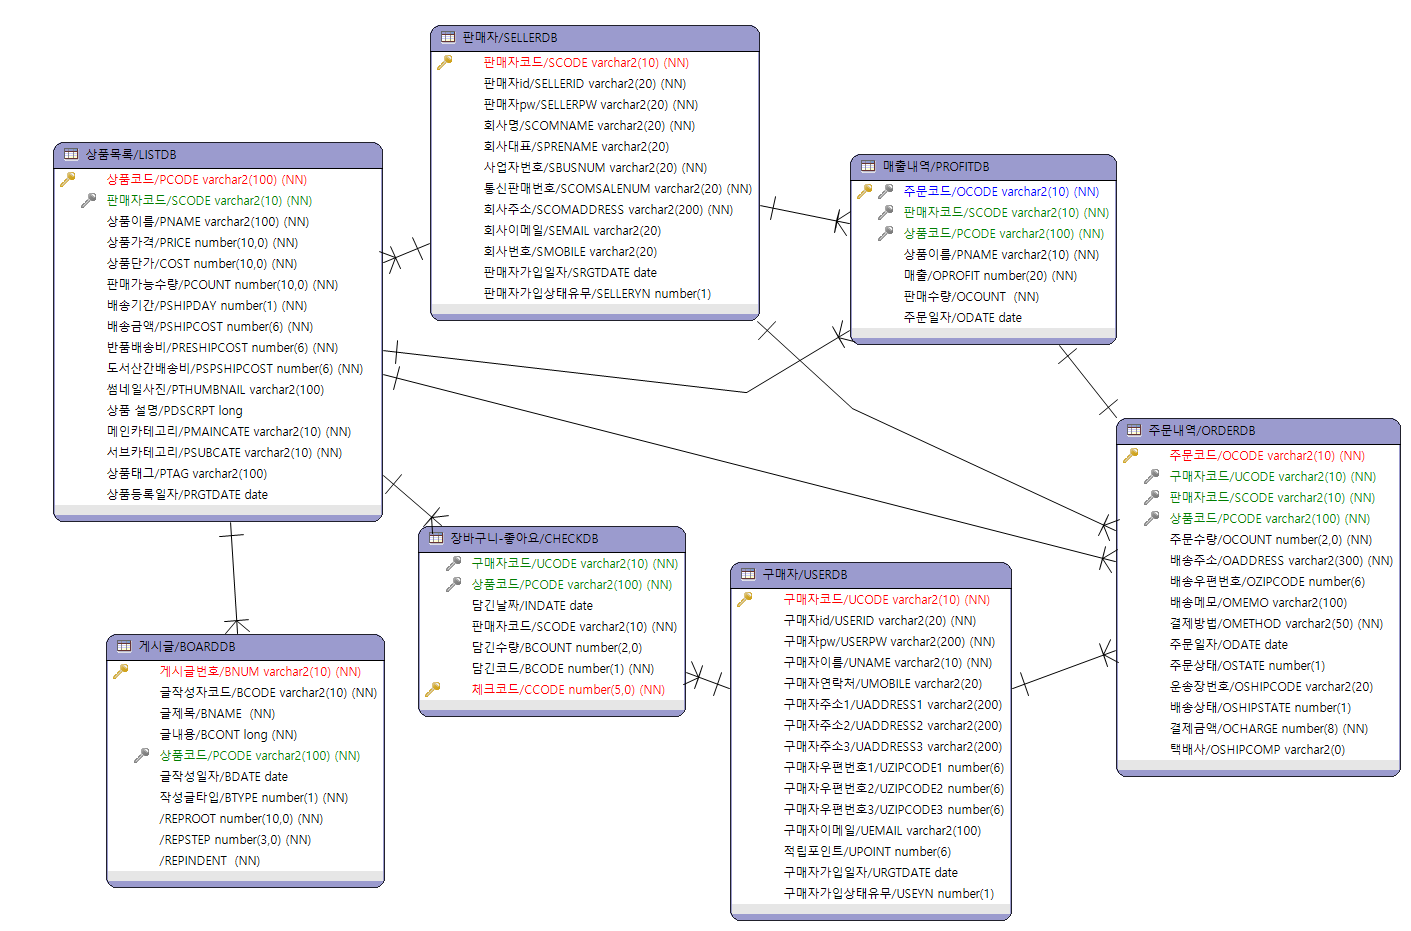 판매자/SELLERDB
판매자코드/SCODE varchar2(10) (NN)
판매자id/SELLERID varchar2(20) (NN)
판매자pw/SELLERPW varchar2(20) (NN)
회사명/SCOMNAME varchar2(20) (NN)
회사대표/SPRENAME varchar2(20)
사업자번호/SBUSNUM varchar2(20) (NN)
통신판매번호/SCOMSALENUM varchar2(20) (NN)
회사주소/SCOMADDRESS varchar2(200) (NN)
회사이메일/SEMAIL varchar2(20)
회사번호/SMOBILE varchar2(20)
판매자가입일자/SRGTDATE date
판매자가입상태유무/SELLERYN number(1)
상품목록/LISTDB
상품코드/PCODE varchar2(100) (NN)
판매자코드/SCODE varchar2(10) (NN)
상품이름/PNAME varchar2(100) (NN)
상품가격/PRICE number(10,0) (NN)
상품단가/COST number(10,0) (NN)
판매가능수량/PCOUNT number(10,0) (NN)
배송기간/PSHIPDAY number(1) (NN)
배송금액/PSHIPCOST number(6) (NN)
반품배송비/PRESHIPCOST number(6) (NN)
도서산간배송비/PSPSHIPCOST number(6) (NN)
썸네일사진/PTHUMBNAIL varchar2(100)
상품 설명/PDSCRPT long
메인카테고리/PMAINCATE varchar2(10) (NN)
서브카테고리/PSUBCATE varchar2(10) (NN)
상품태그/PTAG varchar2(100)
상품등록일자/PRGTDATE date
매출내역/PROFITDB
주문코드/OCODE varchar2(10) (NN)
판매자코드/SCODE varchar2(10) (NN)
상품코드/PCODE varchar2(100) (NN)
상품이름/PNAME varchar2(10) (NN)
매출/OPROFIT number(20) (NN)
판매수량/OCOUNT (NN)
주문일자/ODATE date
주문내역/ORDERDB
주문코드/OCODE varchar2(10) (NN)
구매자코드/UCODE varchar2(10) (NN)
판매자코드/SCODE varchar2(10) (NN)
상품코드/PCODE varchar2(100) (NN)
주문수량/OCOUNT number(2,0) (NN)
배송주소/OADDRESS varchar2(300) (NN)
배송우편번호/OZIPCODE number(6)
배송메모/OMEMO varchar2(100)
결제방법/OMETHOD varchar2(50) (NN)
주문일자/ODATE date
주문상태/OSTATE number(1)
운송장번호/OSHIPCODE varchar2(20)
배송상태/OSHIPSTATE number(1)
결제금액/OCHARGE number(8) (NN)
택배사/OSHIPCOMP varchar2(0)
장바구니-좋아요/CHECKDB
구매자코드/UCODE varchar2(10) (NN)
상품코드/PCODE varchar2(100) (NN)
담긴날짜/INDATE date
판매자코드/SCODE varchar2(10) (NN)
담긴수량/BCOUNT number(2,0)
담긴코드/BCODE number(1) (NN)
체크코드/CCODE number(5,0) (NN)
구매자/USERDB
구매자코드/UCODE varchar2(10) (NN)
구매자id/USERID varchar2(20) (NN)
구매자pw/USERPW varchar2(200) (NN)
구매자이름/UNAME varchar2(10) (NN)
구매자연락처/UMOBILE varchar2(20)
구매자주소1/UADDRESS1 varchar2(200)
구매자주소2/UADDRESS2 varchar2(200)
구매자주소3/UADDRESS3 varchar2(200)
구매자우편번호1/UZIPCODE1 number(6)
구매자우편번호2/UZIPCODE2 number(6)
구매자우편번호3/UZIPCODE3 number(6)
구매자이메일/UEMAIL varchar2(100)
적립포인트/UPOINT number(6)
구매자가입일자/URGTDATE date
구매자가입상태유무/USEYN number(1)
게시글/BOARDDB
게시글번호/BNUM varchar2(10) (NN)
글작성자코드/BCODE varchar2(10) (NN)
글제목/BNAME (NN)
글내용/BCONT long (NN)
상품코드/PCODE varchar2(100) (NN)
글작성일자/BDATE date
작성글타입/BTYPE number(1) (NN)
/REPROOT number(10,0) (NN)
/REPSTEP number(3,0) (NN)
/REPINDENT (NN)